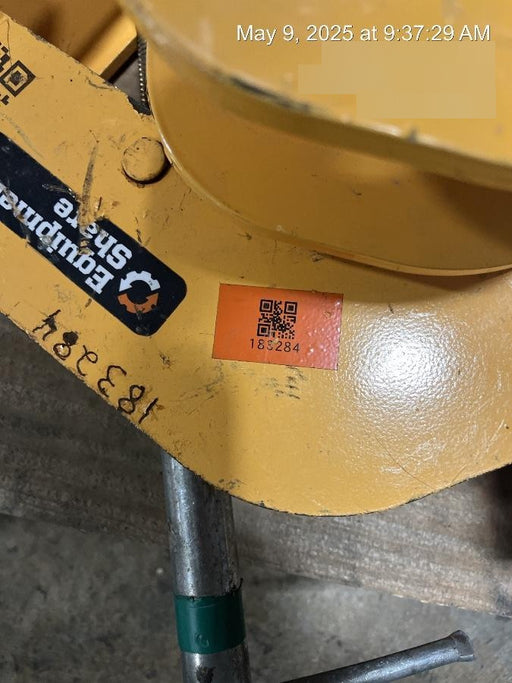 May 9, 2025 at 9:37:29 AM
Equipment
Share
183284
183284